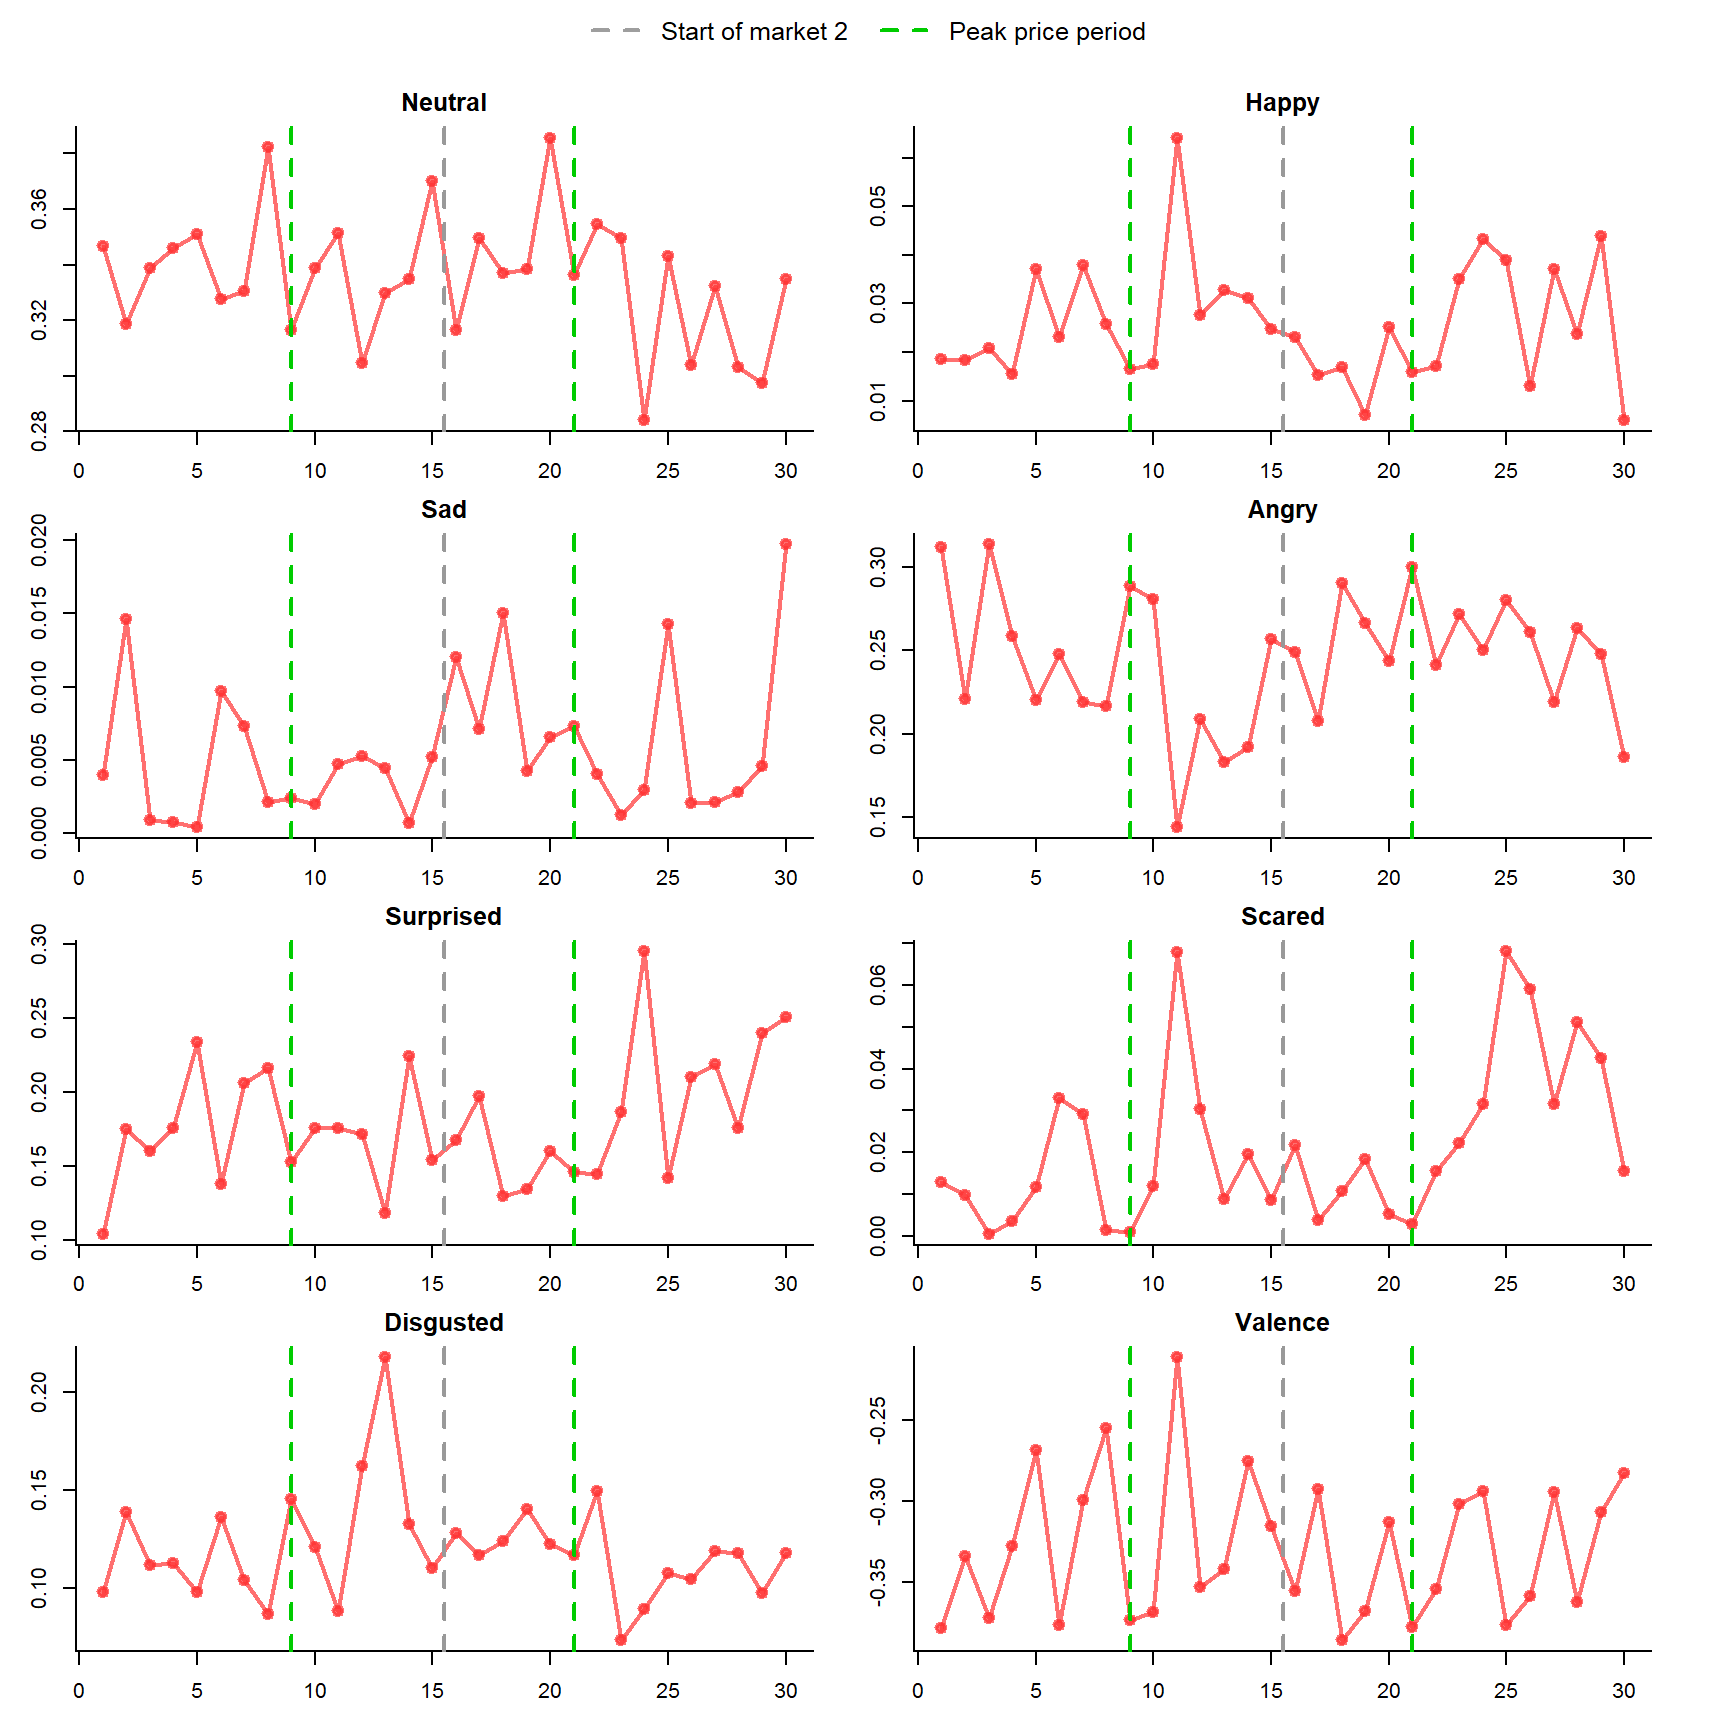 Start of market 2 Peak price period
Neutral Happy
0.28 0.32 0.36
0.01 0.03 0.05
0 5 10 15 20 25 30
0 5 10 15 20 25 30
Sad Angry
0.000 0.005 0.010 0.015 0.020
0.15 0.20 0.25 0.30
0 5 10 15 20 25 30
0 5 10 15 20 25 30
Surprised Scared
0.10 0.15 0.20 0.25 0.30
0.00 0.02 0.04 0.06
0 5 10 15 20 25 30
0 5 10 15 20 25 30
Disgusted Valence
0.10 0.15 0.20
-0.35 -0.30 -0.25
0 5 10 15 20 25 30
0 5 10 15 20 25 30